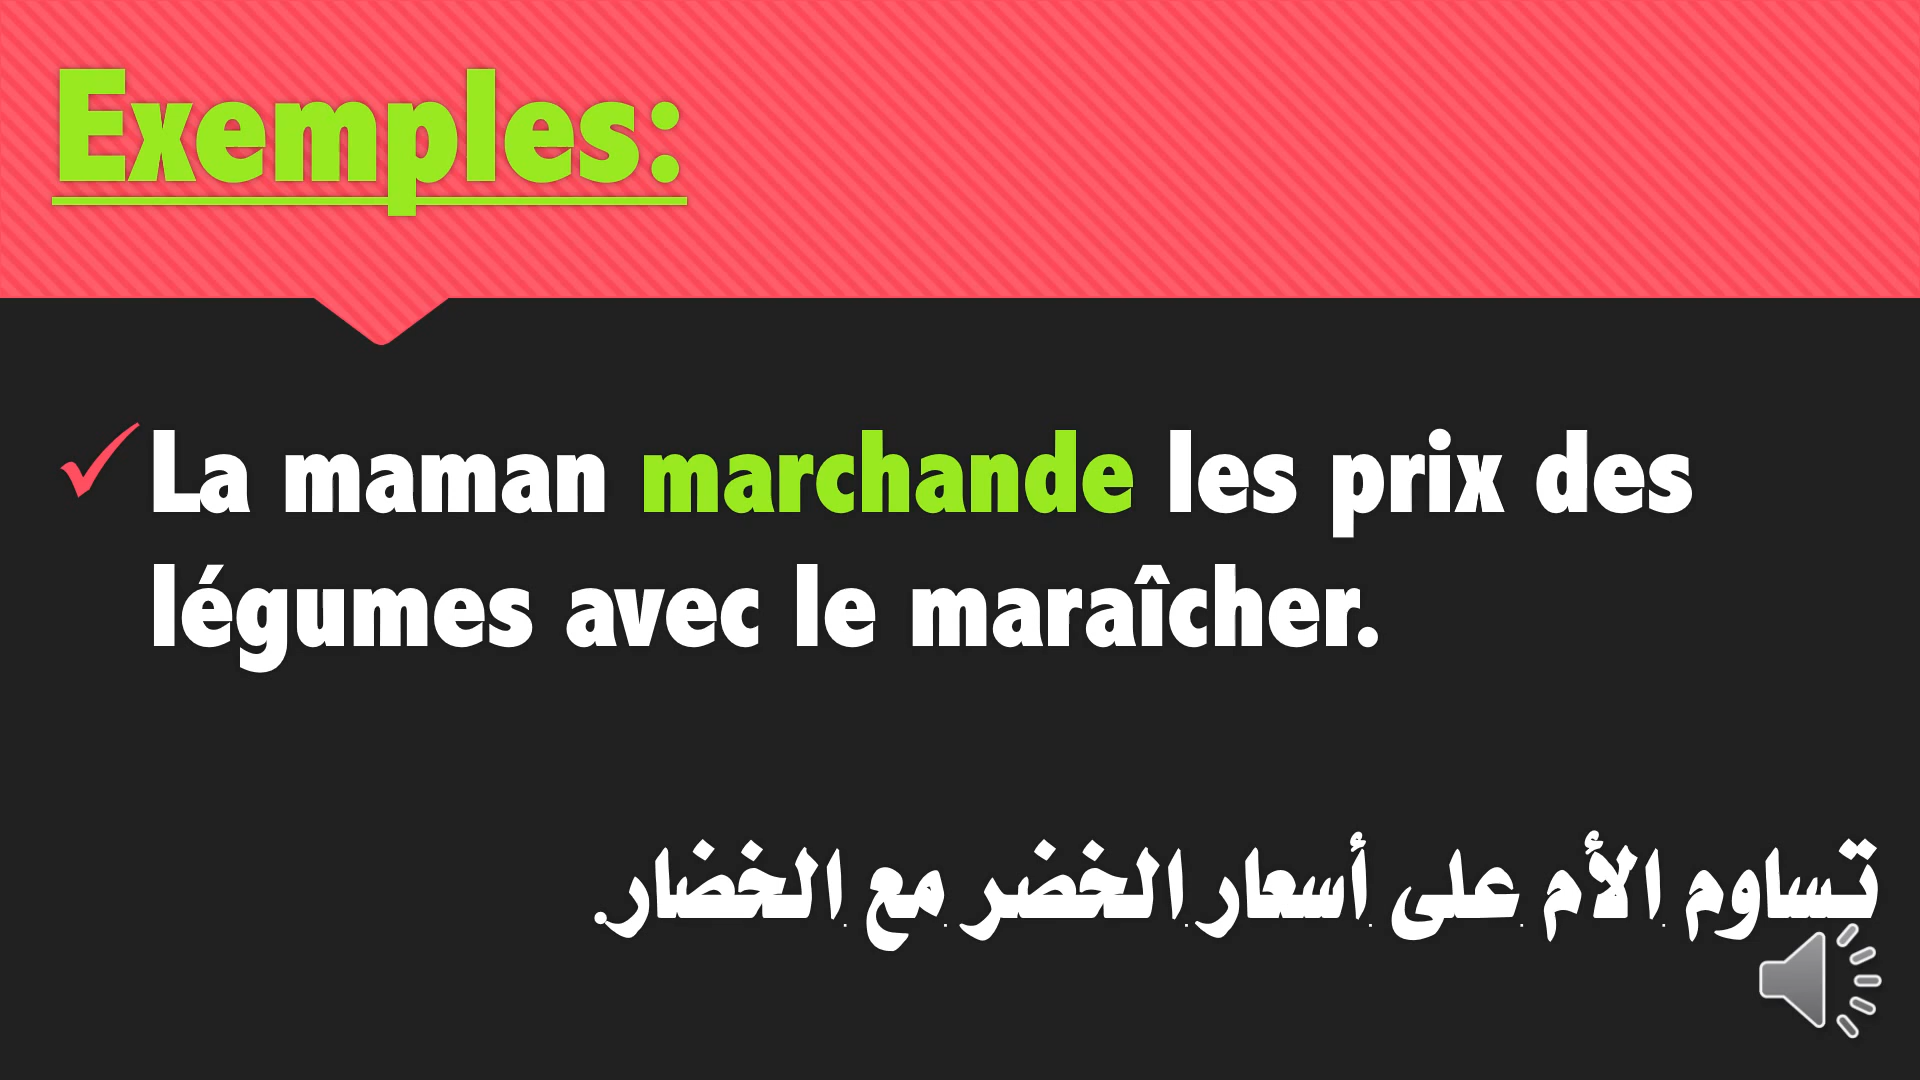 Exemples:
La maman marchande les prix des
légumes avec le maraîcher.
تساوم الأم على أسعار الخضر مع الخضار.